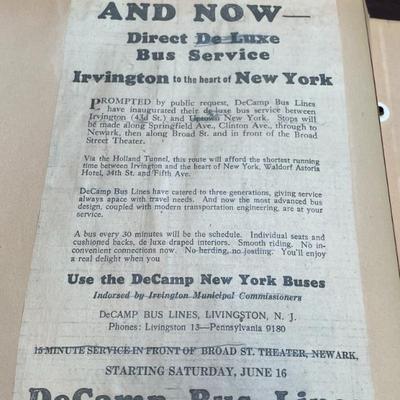 AND NOW—
Direct De Luxe
Bus Service
Irvington to the heart of New York
PROMPTED by public request, DeCamp Bus Lines
have inaugurated their de luxe bus service between
Irvington (43d St.) and Uptown New York. Stops will
be made along Springfield Ave., Clinton Ave., through to
Newark, then along Broad St. and in front of the Broad
Street Theater.
Via the Holland Tunnel, this route will afford the shortest running
time between Irvington and the heart of New York, Waldorf Astoria
Hotel, 34th St. and Fifth Ave.
DeCamp Bus Lines have catered to three generations, giving service
always apace with travel needs. And now the most advanced bus
design, coupled with modern transportation engineering, are at your
service.
A bus every 30 minutes will be the schedule. Individual seats and
cushioned backs, de luxe draped interiors. Smooth riding. No in-
convenient connections now. No herding, no jostling. You'll enjoy
a real delight when you
Use the DeCamp New York Buses
Indorsed by Irvington Municipal Commissioners
DeCAMP BUS LINES, LIVINGSTON, N. J.
Phones: Livingston 13—Pennsylvania 9180
15 MINUTE SERVICE IN FRONT OF BROAD ST. THEATER, NEWARK,
STARTING SATURDAY, JUNE 16
DeCamp Bus Lines